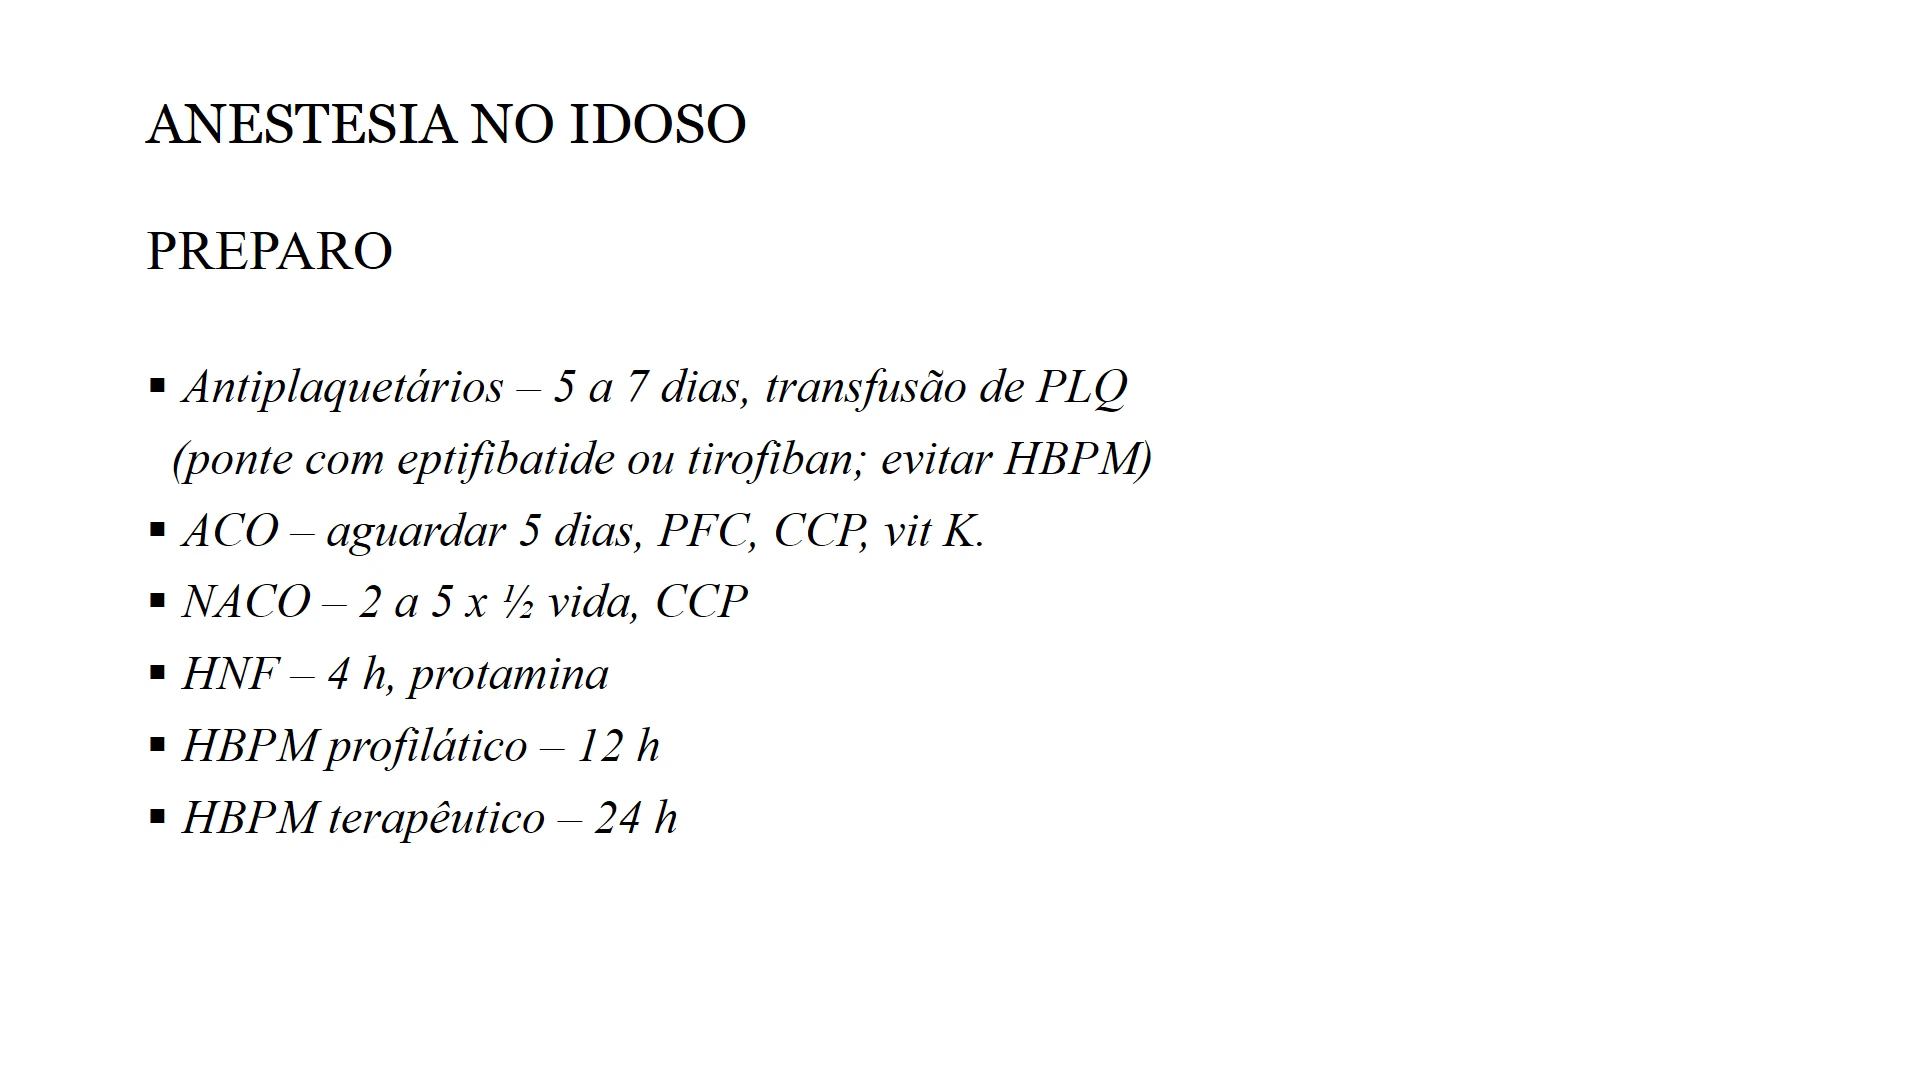 ANESTESIA NO IDOSO
PREPARO
▪ Antiplaquetários – 5 a 7 dias, transfusão de PLQ
(ponte com eptifibatide ou tirofiban; evitar HBPM)
▪ ACO – aguardar 5 dias, PFC, CCP, vit K.
▪ NACO – 2 a 5 x ½ vida, CCP
▪ HNF – 4 h, protamina
▪ HBPM profilático – 12 h
▪ HBPM terapêutico – 24 h